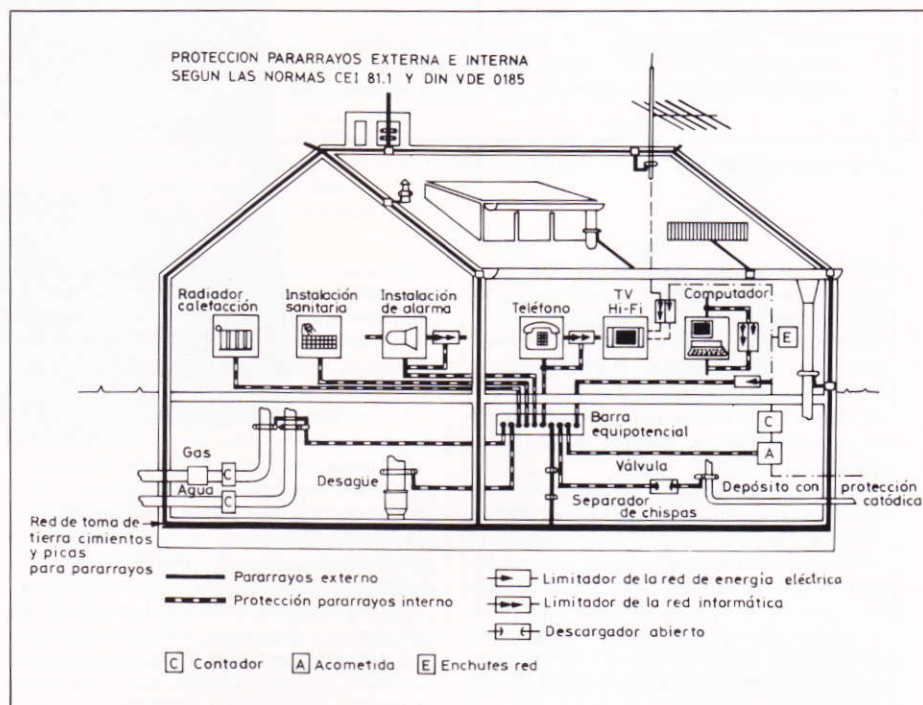 PROTECCION PARARRAYOS EXTERNA E INTERNA
SEGUN LAS NORMAS CEI 81.1 Y DIN VDE 0185
Radiador
calefacción
Instalación
sanitaria
Instalación
de alarma
Teléfono
TV
Hi-Fi
Computador
E
C
A
Barra
equipotencial
Gas
C
Agua
C
Desagüe
Válvula
Separador
de chispas
Depósito con protección
catódica
Red de toma de
tierra cimientos
y picas
para pararrayos
Pararrayos externo
Protección pararrayos interno
Limitador de la red de energía eléctrica
Limitador de la red informática
Descargador abierto
C Contador
A Acometida
E Enchutes red